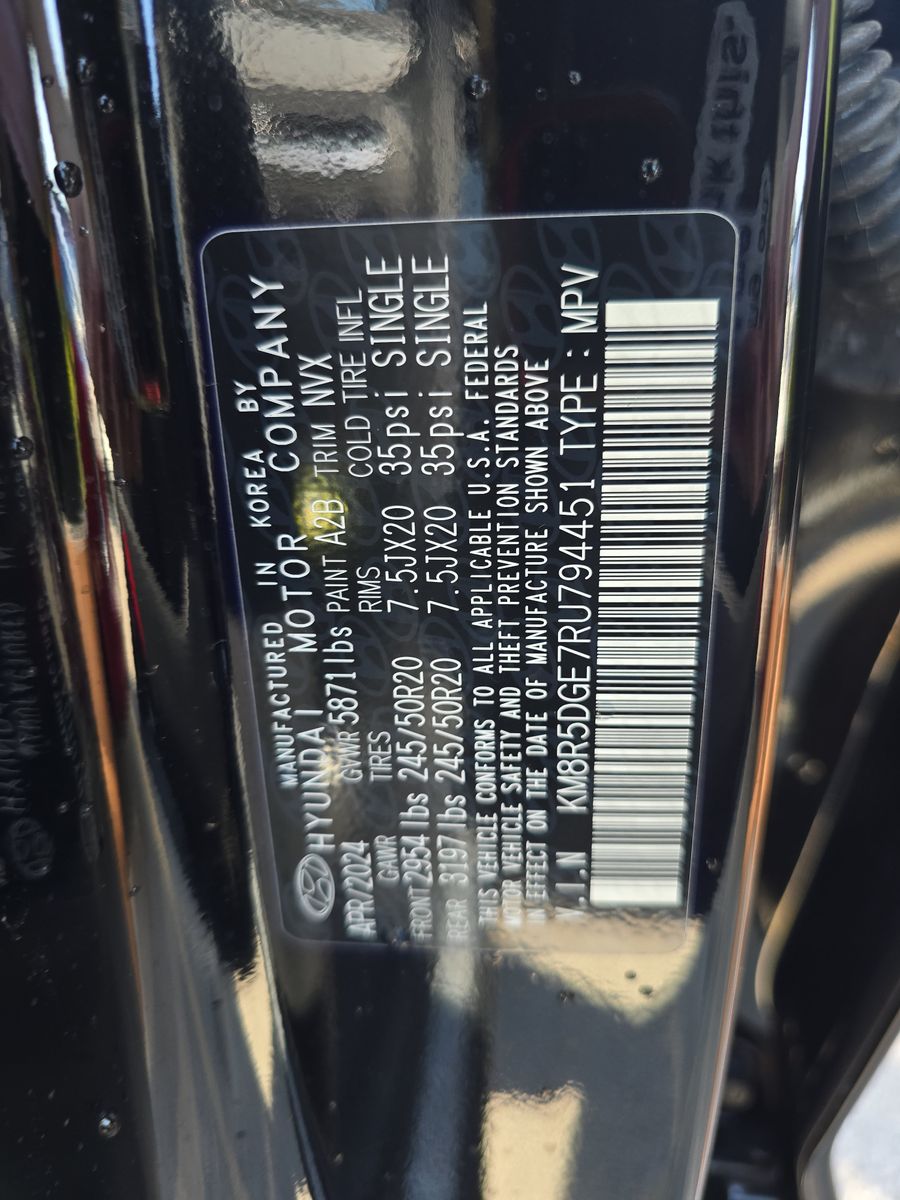 MANUFACTURED IN KOREA BY
HYUNDAI MOTOR COMPANY
APR/2024 GVWR 5871lbs PAINT A2B TRIM NVX
GAWR TIRES RIMS COLD TIRE INFL
FRONT 2954lbs 245/50R20 7.5JX20 35psi SINGLE
REAR 3197lbs 245/50R20 7.5JX20 35psi SINGLE
THIS VEHICLE CONFORMS TO ALL APPLICABLE U.S.A. FEDERAL
MOTOR VEHICLE SAFETY AND THEFT PREVENTION STANDARDS
IN EFFECT ON THE DATE OF MANUFACTURE SHOWN ABOVE
V.I.N KM8R5DGE7RU794451 TYPE : MPV